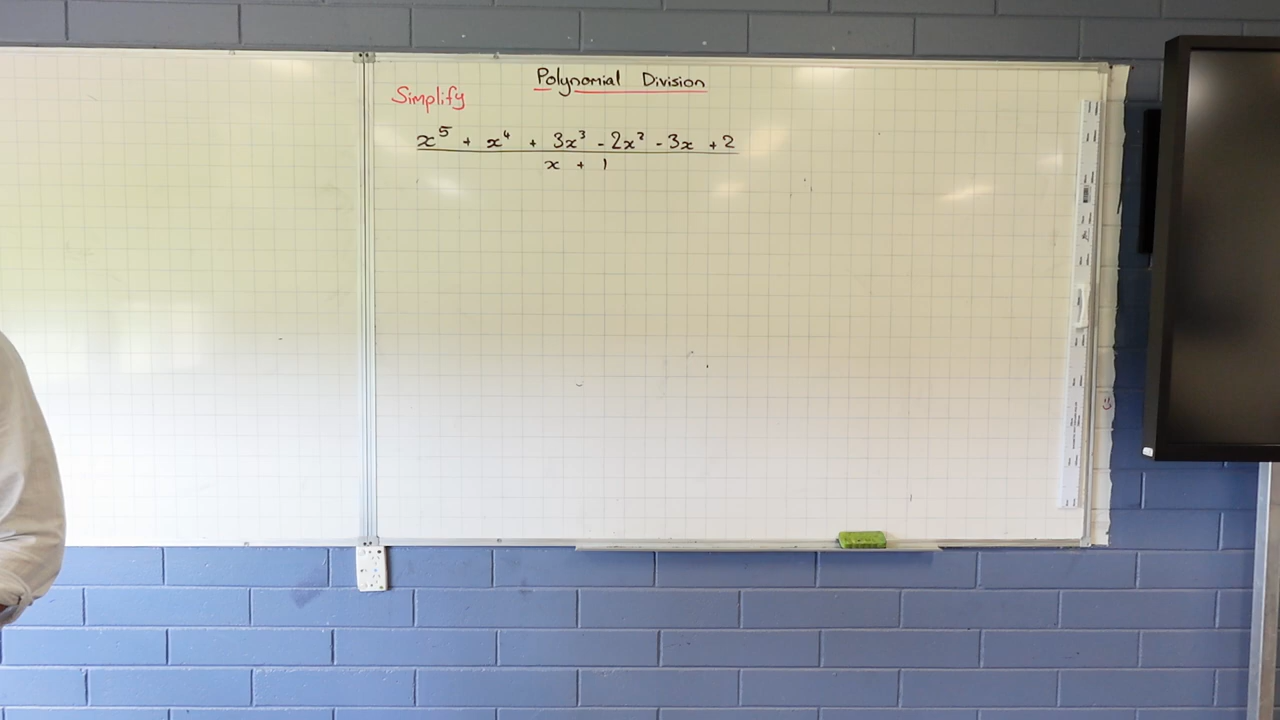 Polynomial Division
Simplify
x⁵ + x⁴ + 3x³ - 2x² - 3x + 2
x + 1